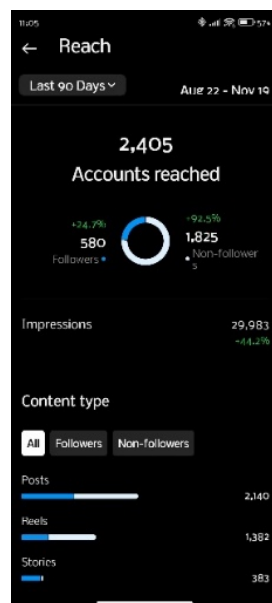 11:05
57%
← Reach
Last 90 Days
Aug 22 - Nov 19
2,405
Accounts reached
+24.7%
580
Followers
+92.5%
1,825
Non-follower
s
Impressions
29,983
+44.2%
Content type
All Followers Non-followers
Posts
2,140
Reels
1,382
Stories
383